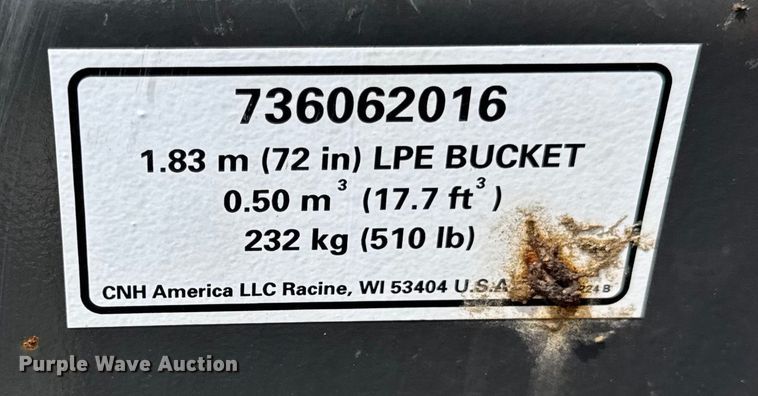 736062016
1.83 m (72 in) LPE BUCKET
0.50 m³ (17.7 ft³)
232 kg (510 lb)
CNH America LLC Racine, WI 53404 U.S.A
Purple Wave Auction